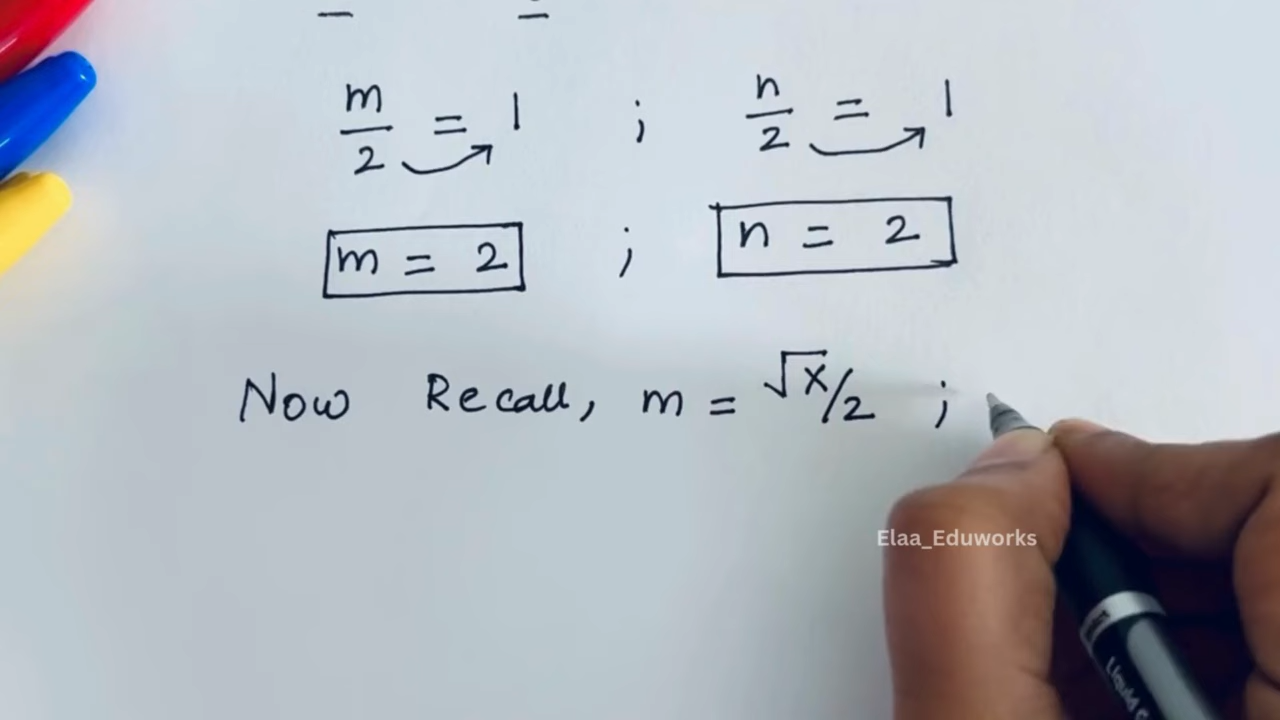 m/2 = 1 ; n/2 = 1
m = 2 ; n = 2
Now Recall, m = √x/2 ;
Elaa_Eduworks